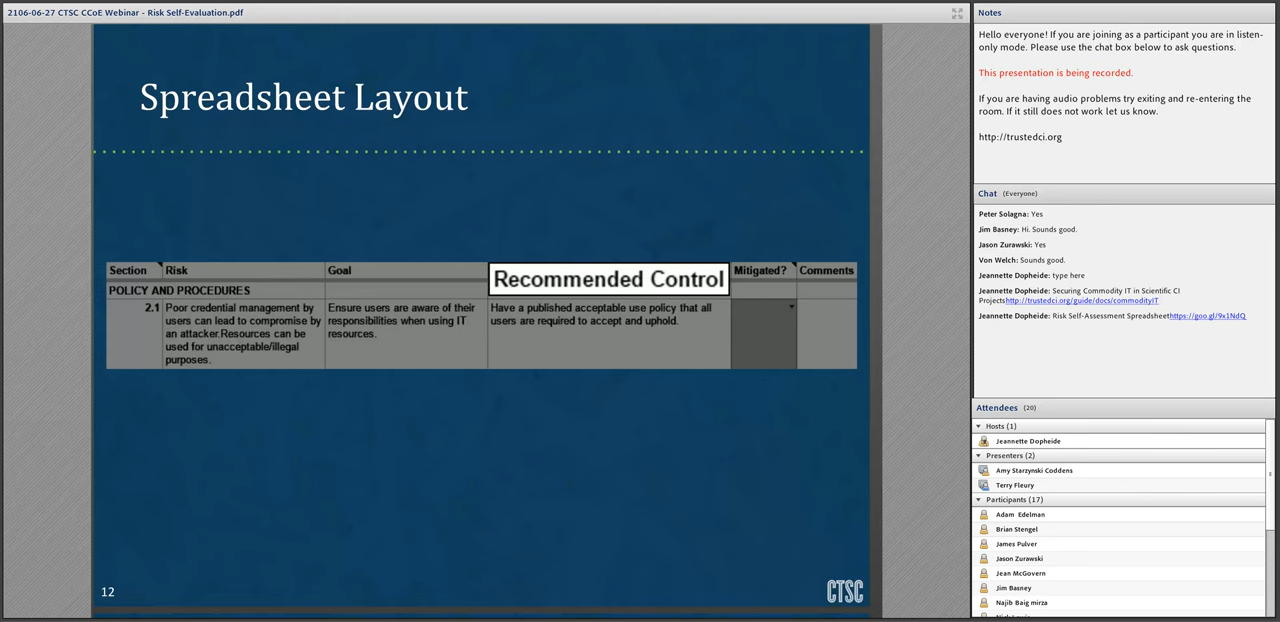 2106-06-27 CTSC CCoE Webinar - Risk Self-Evaluation.pdf
Spreadsheet Layout
Section Risk Goal Recommended Control Mitigated? Comments
POLICY AND PROCEDURES
2.1 Poor credential management by Ensure users are aware of their Have a published acceptable use policy that all
users can lead to compromise by responsibilities when using IT users are required to accept and uphold.
an attacker.Resources can be resources.
used for unacceptable/illegal
purposes.
12
CTSC
Notes
Hello everyone! If you are joining as a participant you are in listen-
only mode. Please use the chat box below to ask questions.
This presentation is being recorded.
If you are having audio problems try exiting and re-entering the
room. If it still does not work let us know.
http://trustedci.org
Chat (Everyone)
Peter Solagna: Yes
Jim Basney: Hi. Sounds good.
Jason Zurawski: Yes
Von Welch: Sounds good.
Jeannette Dopheide: type here
Jeannette Dopheide: Securing Commodity IT in Scientific CI
Projectshttp://trustedci.org/guide/docs/commodityIT
Jeannette Dopheide: Risk Self-Assessment Spreadsheethttps://goo.gl/9x1NdQ
Attendees (20)
Hosts (1)
Jeannette Dopheide
Presenters (2)
Amy Starzynski Coddens
Terry Fleury
Participants (17)
Adam Edelman
Brian Stengel
James Pulver
Jason Zurawski
Jean McGovern
Jim Basney
Najib Baig mirza